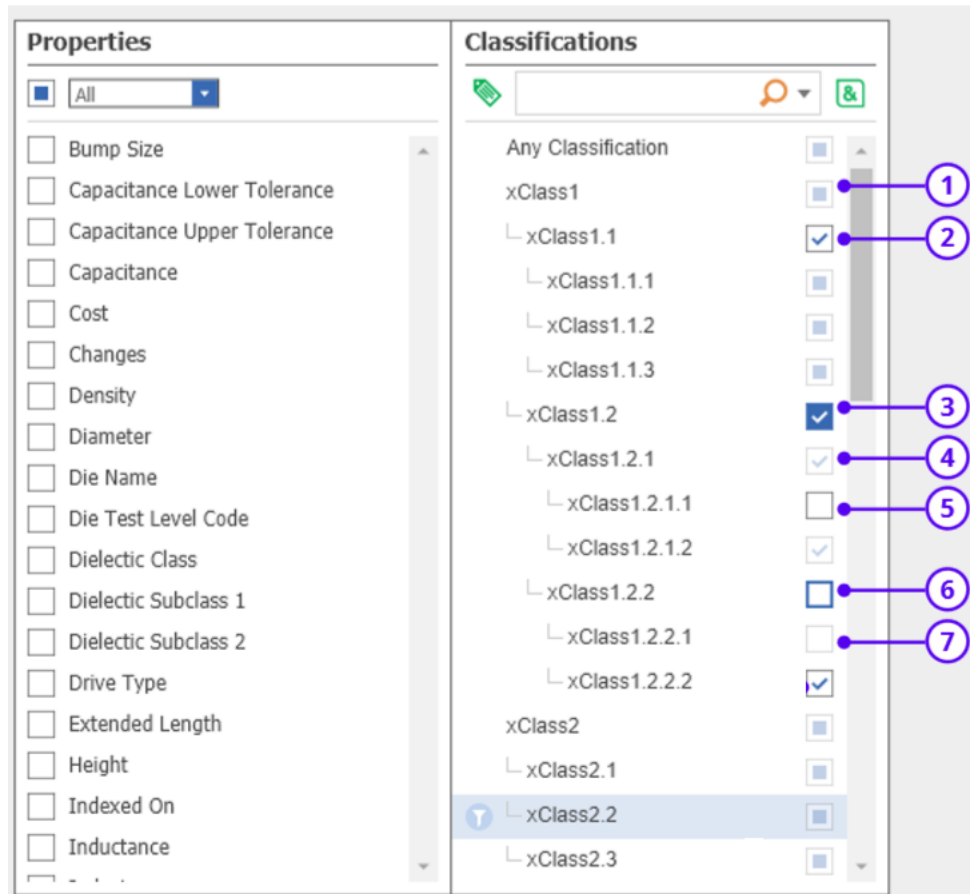 Properties
All
Bump Size
Capacitance Lower Tolerance
Capacitance Upper Tolerance
Capacitance
Cost
Changes
Density
Diameter
Die Name
Die Test Level Code
Dielectic Class
Dielectic Subclass 1
Dielectic Subclass 2
Drive Type
Extended Length
Height
Indexed On
Inductance
Classifications
&
Any Classification
xClass1
xClass1.1
xClass1.1.1
xClass1.1.2
xClass1.1.3
xClass1.2
xClass1.2.1
xClass1.2.1.1
xClass1.2.1.2
xClass1.2.2
xClass1.2.2.1
xClass1.2.2.2
xClass2
xClass2.1
xClass2.2
xClass2.3
1
2
3
4
5
6
7